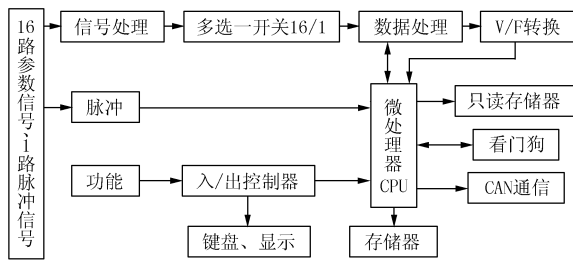 16路参数信号、1路脉冲信号
信号处理
多选一开关16/1
数据处理
V/F转换
脉冲
微处理器CPU
只读存储器
看门狗
功能
入/出控制器
CAN通信
键盘、显示
存储器